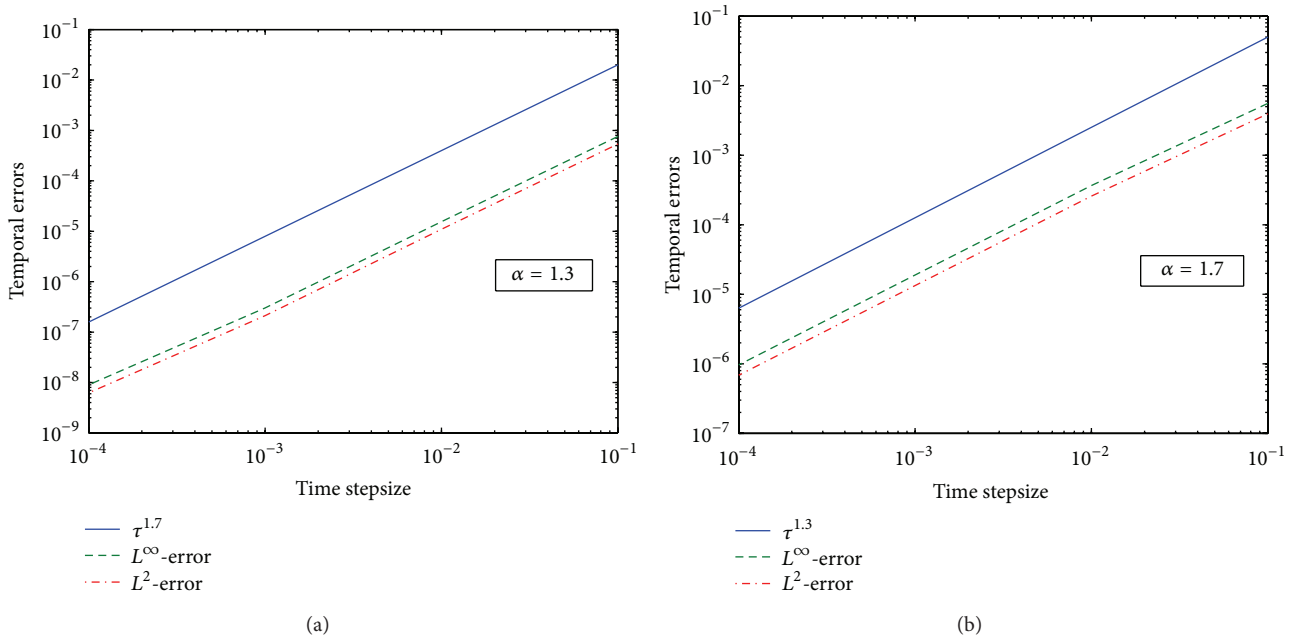 10⁻¹
10⁻²
10⁻³
10⁻⁴
10⁻⁵
10⁻⁶
10⁻⁷
10⁻⁸
10⁻⁹
Temporal errors
α = 1.3
10⁻⁴ 10⁻³ 10⁻² 10⁻¹
Time stepsize
τ^1.7
L^∞-error
L²-error
(a)
10⁻¹
10⁻²
10⁻³
10⁻⁴
10⁻⁵
10⁻⁶
10⁻⁷
Temporal errors
α = 1.7
10⁻⁴ 10⁻³ 10⁻² 10⁻¹
Time stepsize
τ^1.3
L^∞-error
L²-error
(b)